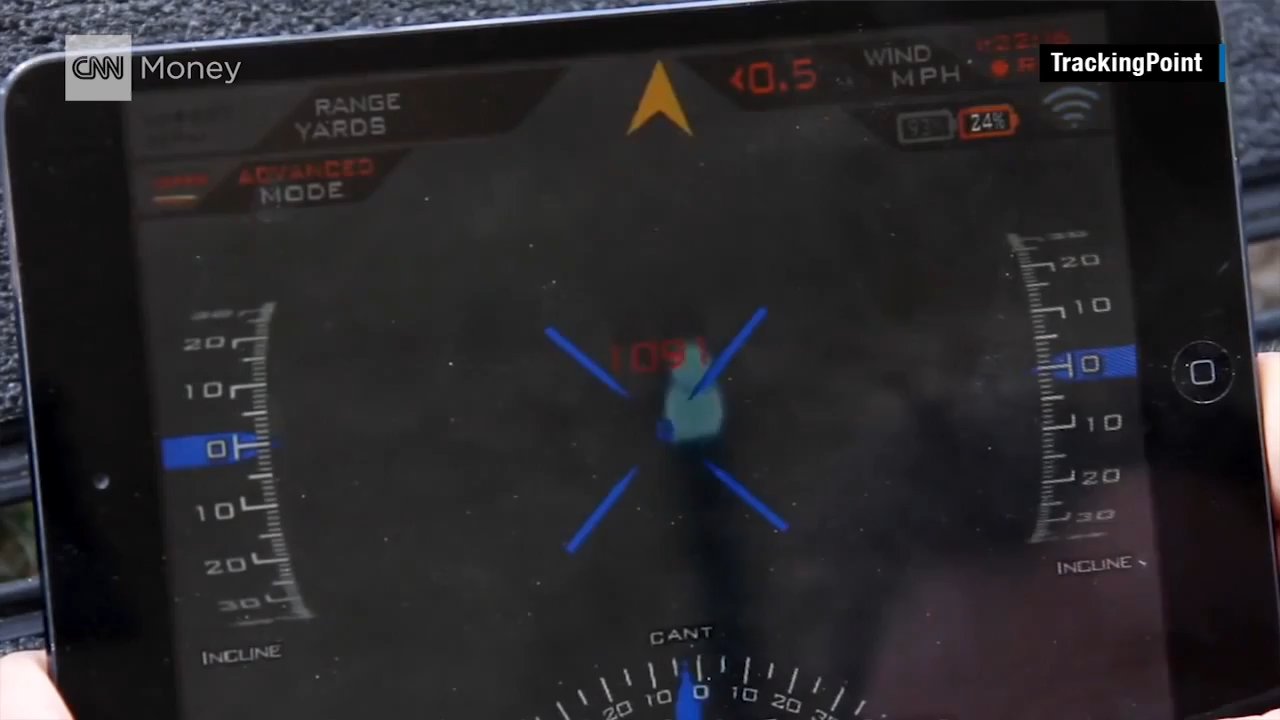 CNN Money
TrackingPoint
RANGE
YARDS
<0.5
WIND
MPH
24%
ADVANCED
MODE
1091
20
10
0
10
20
30
INCLINE
20
10
0
10
20
30
INCLINE
CANT
20 10 0 10 20